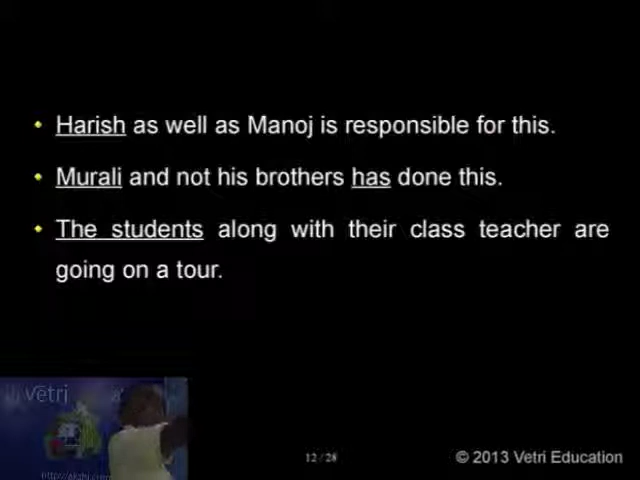 Harish as well as Manoj is responsible for this.
Murali and not his brothers has done this.
The students along with their class teacher are
going on a tour.
Vetri
12 / 28
© 2013 Vetri Education